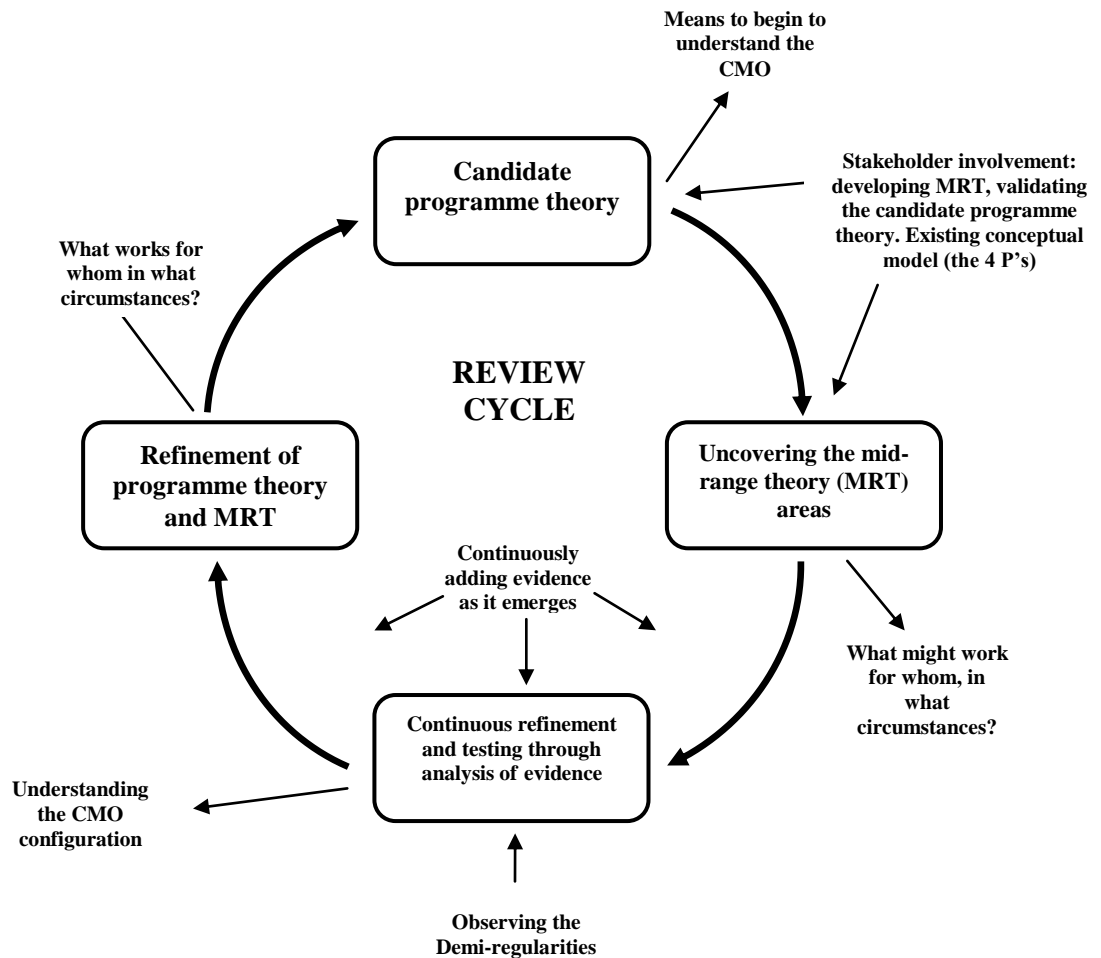 Means to begin to
understand the
CMO
Candidate
programme theory
Stakeholder involvement:
developing MRT, validating
the candidate programme
theory. Existing conceptual
model (the 4 P’s)
What works for
whom in what
circumstances?
REVIEW
CYCLE
Refinement of
programme theory
and MRT
Uncovering the mid-
range theory (MRT)
areas
Continuously
adding evidence
as it emerges
What might work
for whom, in
what
circumstances?
Continuous refinement
and testing through
analysis of evidence
Understanding
the CMO
configuration
Observing the
Demi-regularities